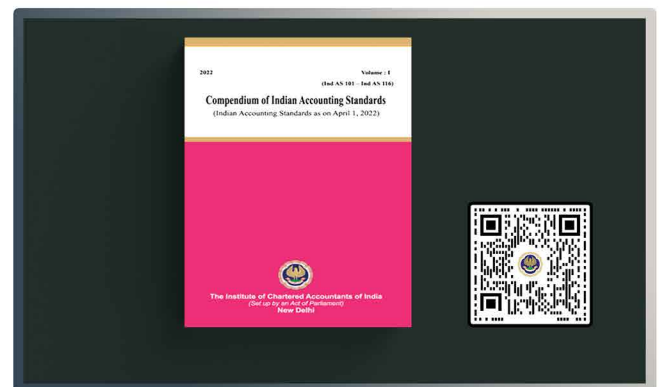 2022 Volume : I
(Ind AS 101 – Ind AS 116)
Compendium of Indian Accounting Standards
(Indian Accounting Standards as on April 1, 2022)
The Institute of Chartered Accountants of India
(Set up by an Act of Parliament)
New Delhi